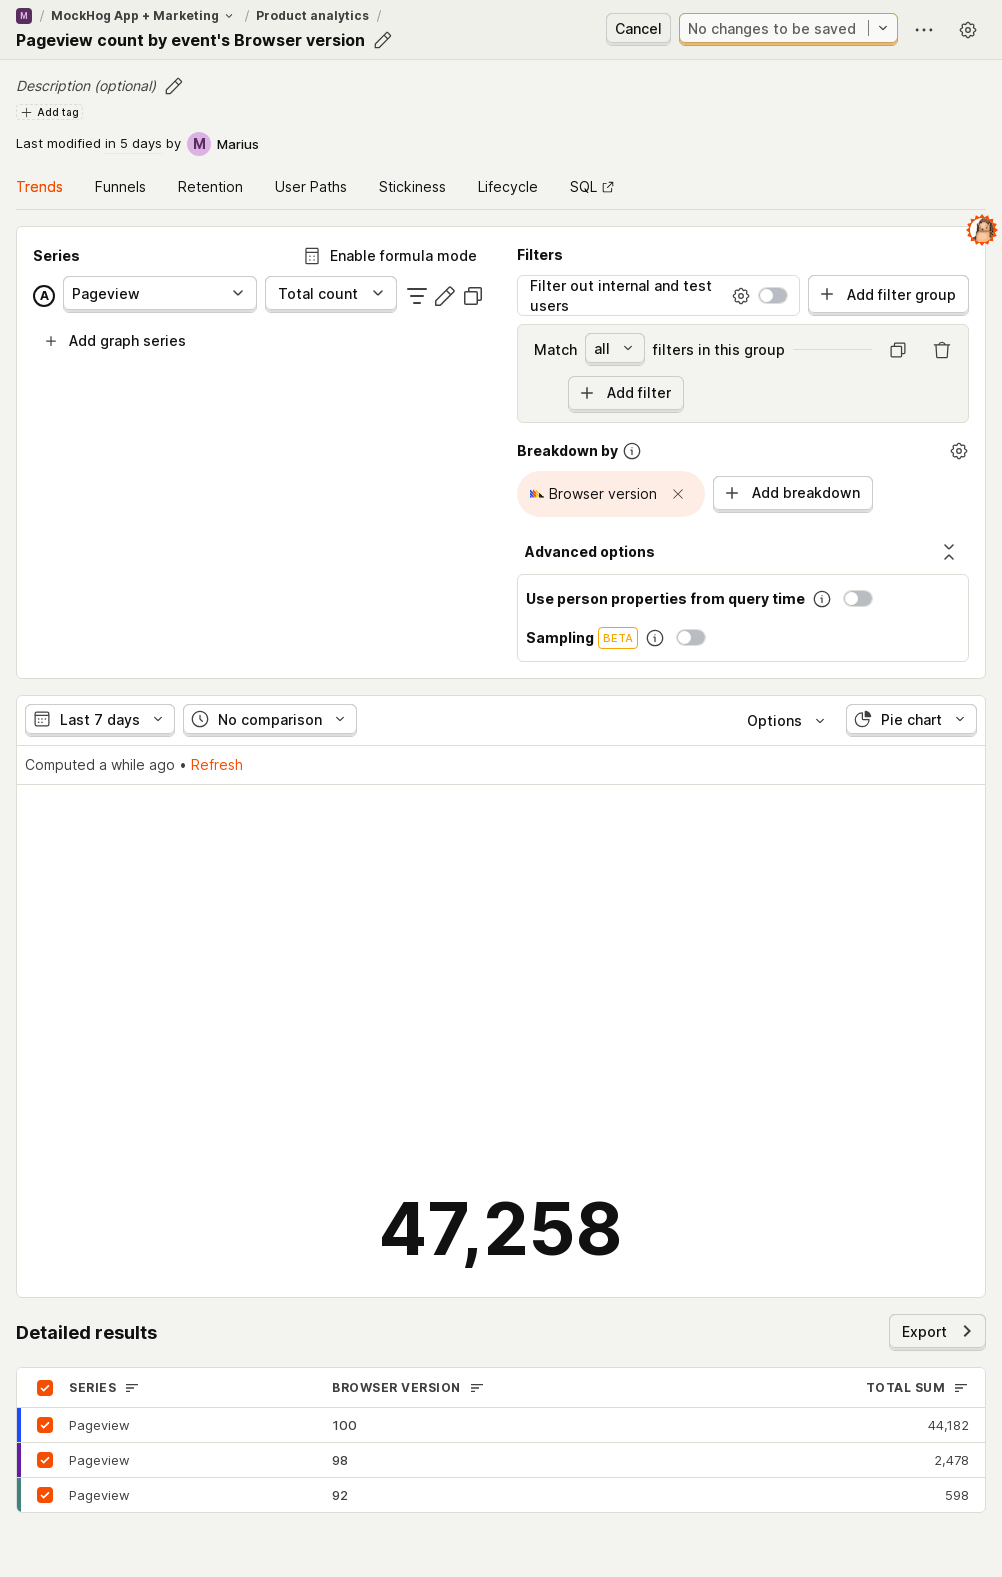 M / MockHog App + Marketing / Product analytics /
Pageview count by event's Browser version
Cancel
No changes to be saved
Description (optional)
Add tag
Last modified in 5 days by M Marius
Trends Funnels Retention User Paths Stickiness Lifecycle SQL
Series
Enable formula mode
A Pageview Total count
Add graph series
Filters
Filter out internal and test
users
Add filter group
Match all filters in this group
Add filter
Breakdown by
Browser version
Add breakdown
Advanced options
Use person properties from query time
Sampling BETA
Last 7 days No comparison Options Pie chart
Computed a while ago • Refresh
47,258
Detailed results
Export
SERIES BROWSER VERSION TOTAL SUM
Pageview 100 44,182
Pageview 98 2,478
Pageview 92 598